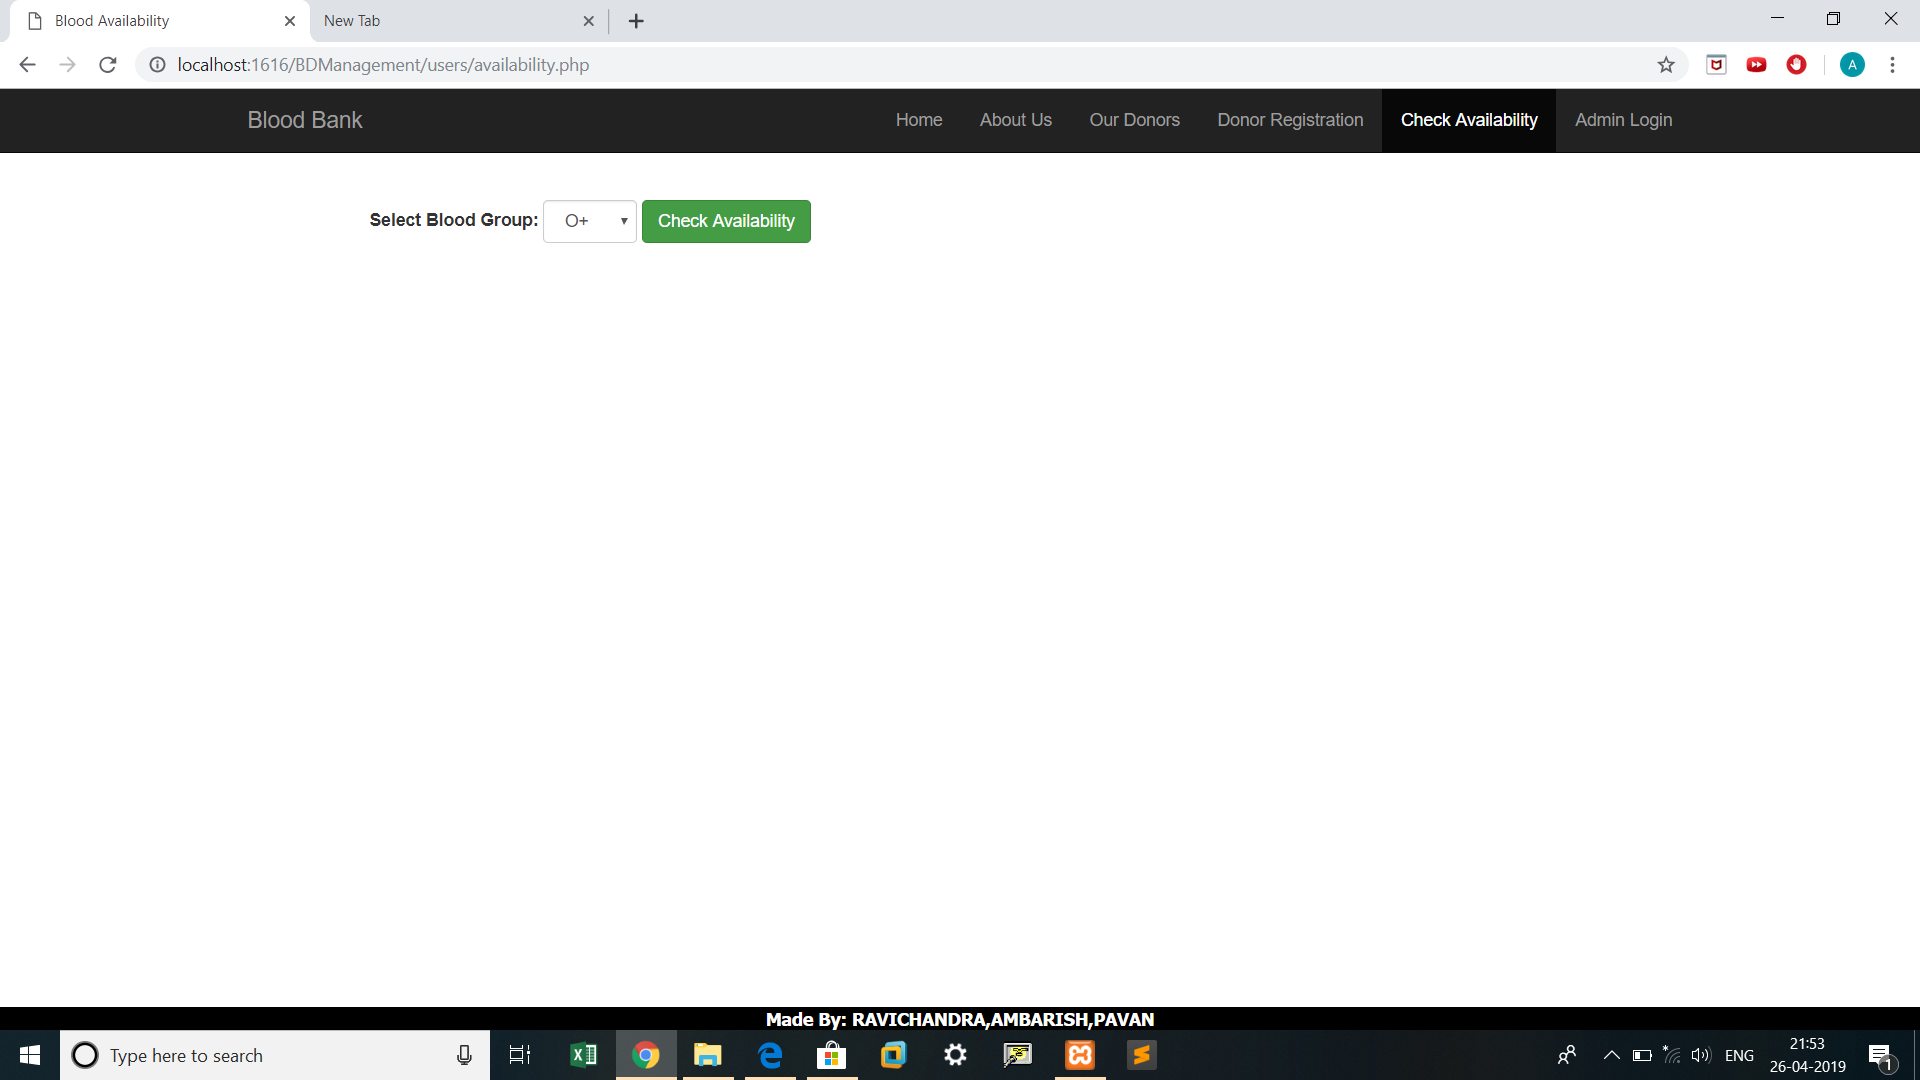 Blood Availability
New Tab
localhost:1616/BDManagement/users/availability.php
A
Blood Bank
Home
About Us
Our Donors
Donor Registration
Check Availability
Admin Login
Select Blood Group:
O+
Check Availability
Made By: RAVICHANDRA,AMBARISH,PAVAN
Type here to search
ENG
21:53
26-04-2019
1